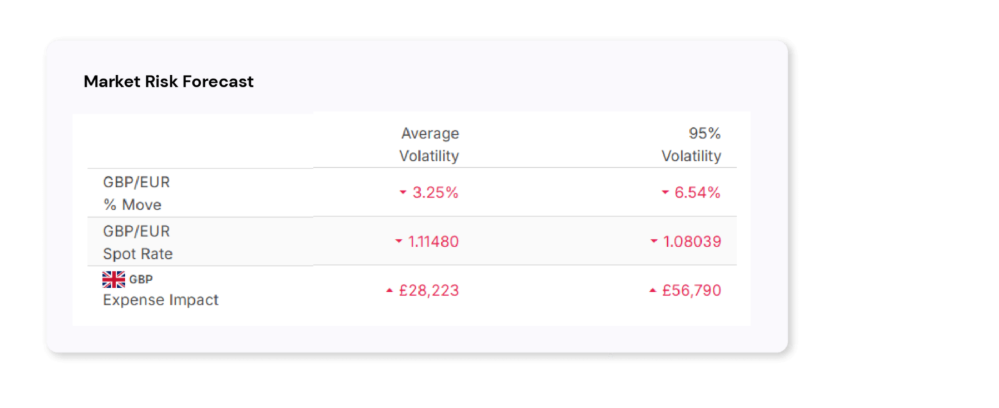 Market Risk Forecast
Average
Volatility
95%
Volatility
GBP/EUR
% Move
3.25%
6.54%
GBP/EUR
Spot Rate
1.11480
1.08039
GBP
Expense Impact
£28,223
£56,790